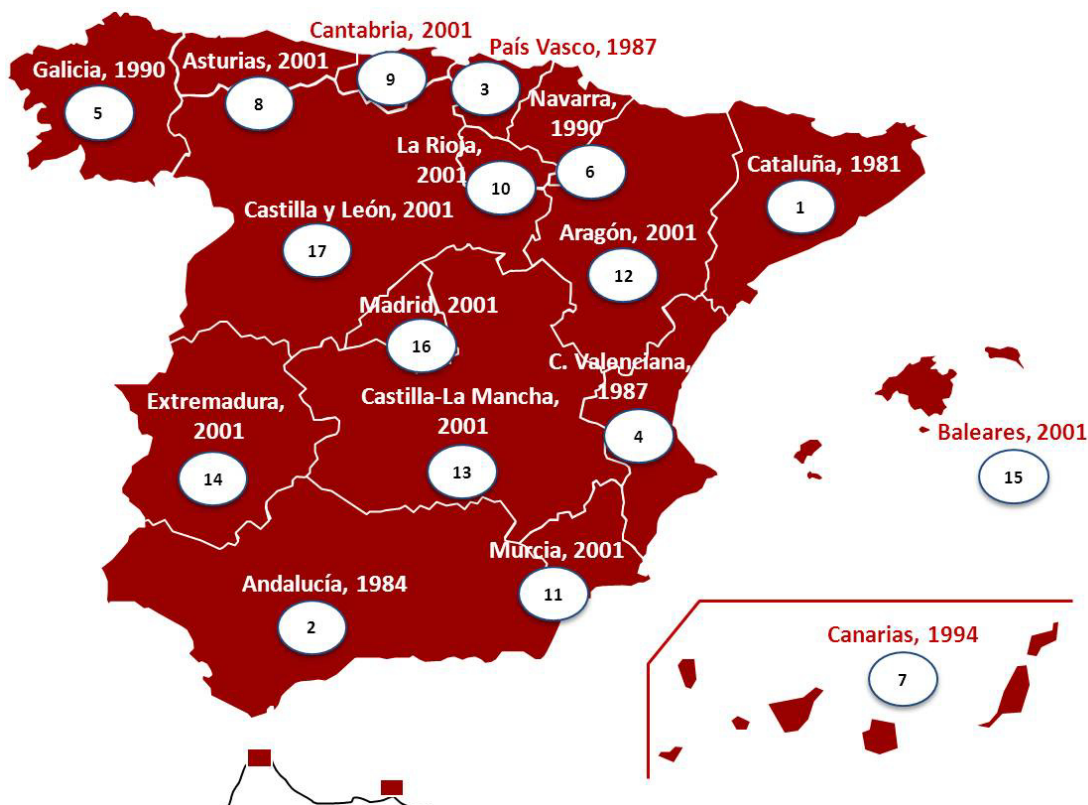 Cantabria, 2001
9
País Vasco, 1987
3
Galicia, 1990
5
Asturias, 2001
8
Navarra,
1990
6
La Rioja,
2001
10
Cataluña, 1981
1
Castilla y León, 2001
17
Aragón, 2001
12
Madrid, 2001
16
C. Valenciana,
1987
4
Extremadura,
2001
14
Castilla-La Mancha,
2001
13
Baleares, 2001
15
Murcia, 2001
11
Andalucía, 1984
2
Canarias, 1994
7